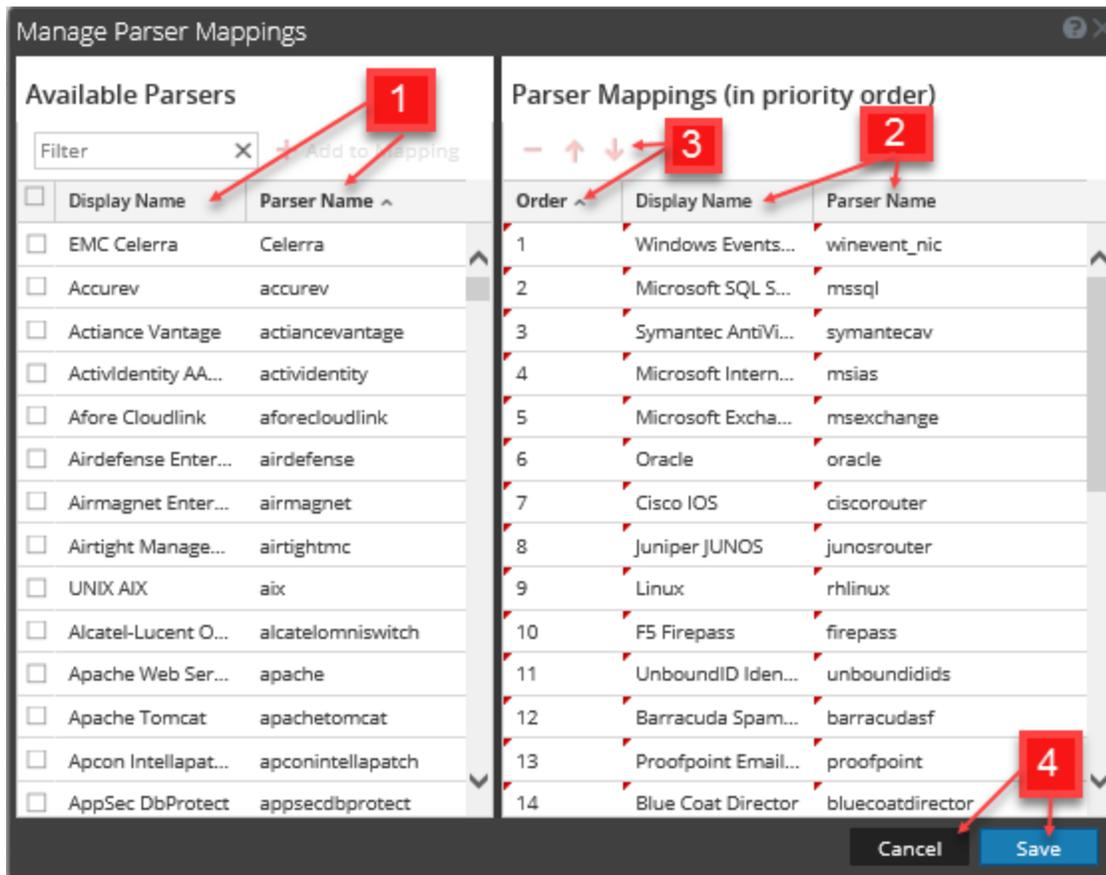 Manage Parser Mappings
Available Parsers
1
Filter
Add to Mapping
Display Name Parser Name
EMC Celerra Celerra
Accurev accurev
Actiance Vantage actiancevantage
ActivIdentity AA... actividentity
Afore Cloudlink aforecloudlink
Airdefense Enter... airdefense
Airmagnet Enter... airmagnet
Airtight Manage... airtightmc
UNIX AIX aix
Alcatel-Lucent O... alcatelomniswitch
Apache Web Ser... apache
Apache Tomcat apachetomcat
Apcon Intellapat... apconintellapatch
AppSec DbProtect appsecdbprotect
Parser Mappings (in priority order)
3
2
Order Display Name Parser Name
1 Windows Events... winevent_nic
2 Microsoft SQL S... mssql
3 Symantec AntiVi... symantecav
4 Microsoft Intern... msias
5 Microsoft Excha... msexchange
6 Oracle oracle
7 Cisco IOS ciscorouter
8 Juniper JUNOS junosrouter
9 Linux rhlinux
10 F5 Firepass firepass
11 UnboundID Iden... unboundidids
12 Barracuda Spam... barracudasf
13 Proofpoint Email... proofpoint
14 Blue Coat Director bluecoatdirector
4
Cancel Save